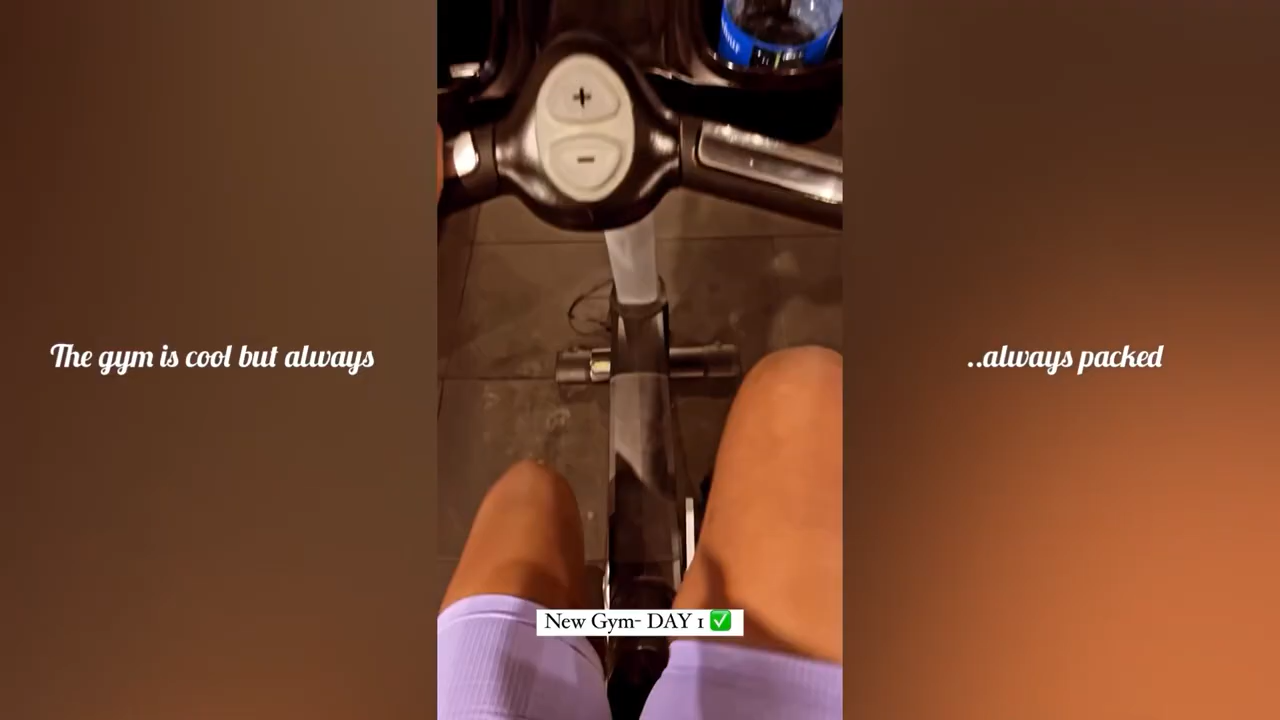 The gym is cool but always
..always packed
+
-
New Gym- DAY 1 ✅